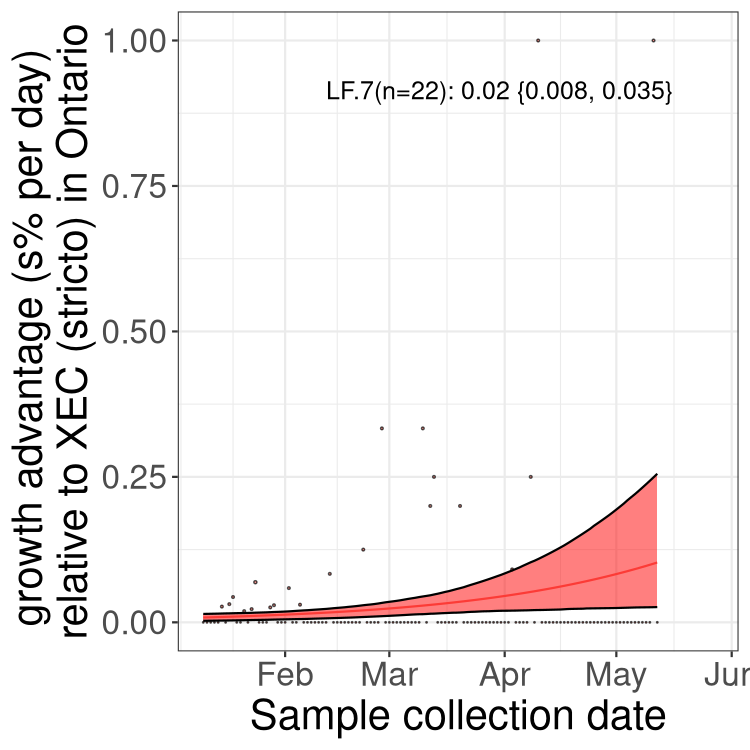 growth advantage (s% per day)
relative to XEC (stricto) in Ontario
1.00
0.75
0.50
0.25
0.00
LF.7(n=22): 0.02 {0.008, 0.035}
Feb Mar Apr May Jun
Sample collection date